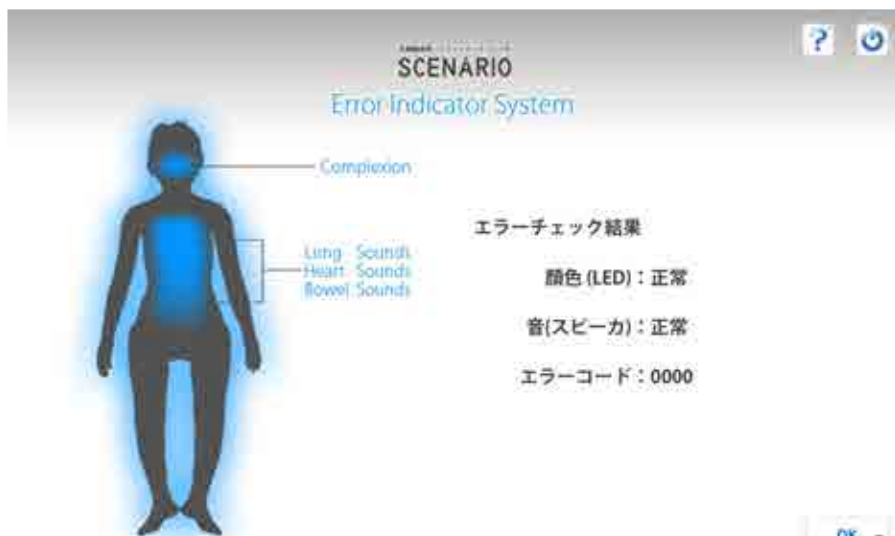 SCENARIO
Error Indicator System
Complexion
Lung Sounds
Heart Sounds
Bowel Sounds
エラーチェック結果
顔色 (LED)：正常
音(スピーカ)：正常
エラーコード：0000
OK